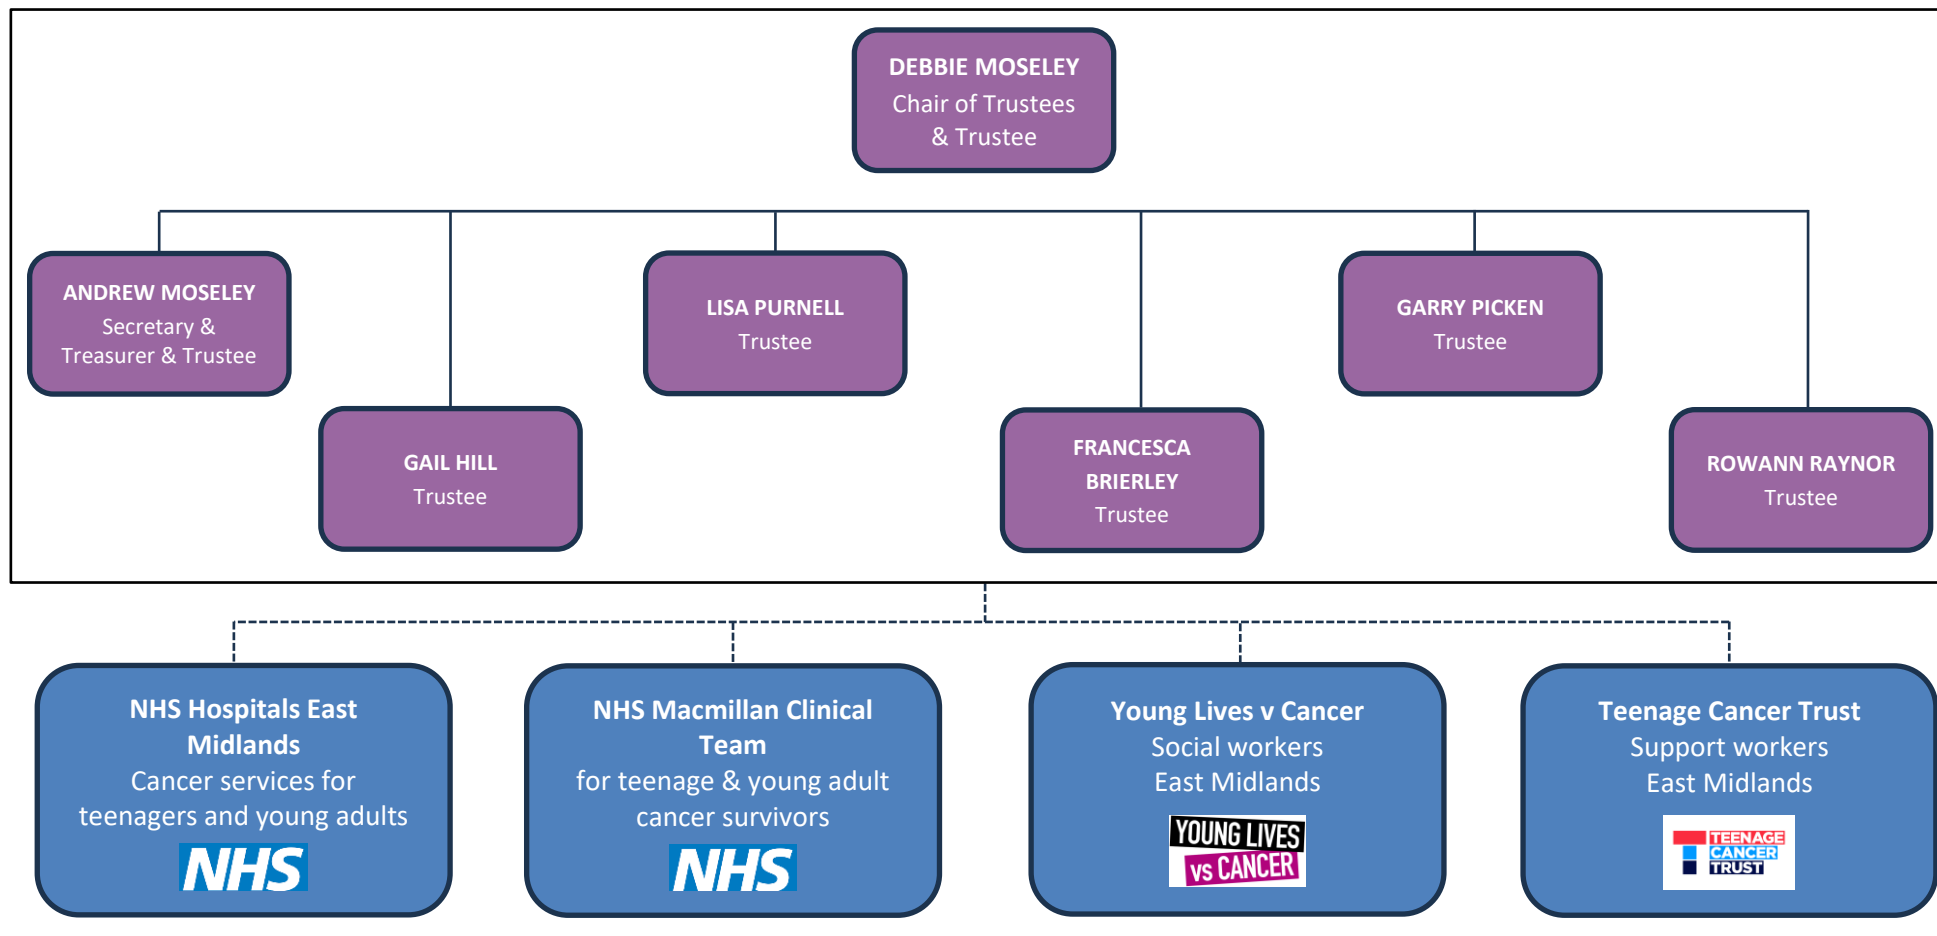 DEBBIE MOSELEY
Chair of Trustees
& Trustee
ANDREW MOSELEY
Secretary &
Treasurer & Trustee
LISA PURNELL
Trustee
GARRY PICKEN
Trustee
GAIL HILL
Trustee
FRANCESCA
BRIERLEY
Trustee
ROWANN RAYNOR
Trustee
NHS Hospitals East
Midlands
Cancer services for
teenagers and young adults
NHS
NHS Macmillan Clinical
Team
for teenage & young adult
cancer survivors
NHS
Young Lives v Cancer
Social workers
East Midlands
YOUNG LIVES
VS CANCER
Teenage Cancer Trust
Support workers
East Midlands
TEENAGE
CANCER
TRUST